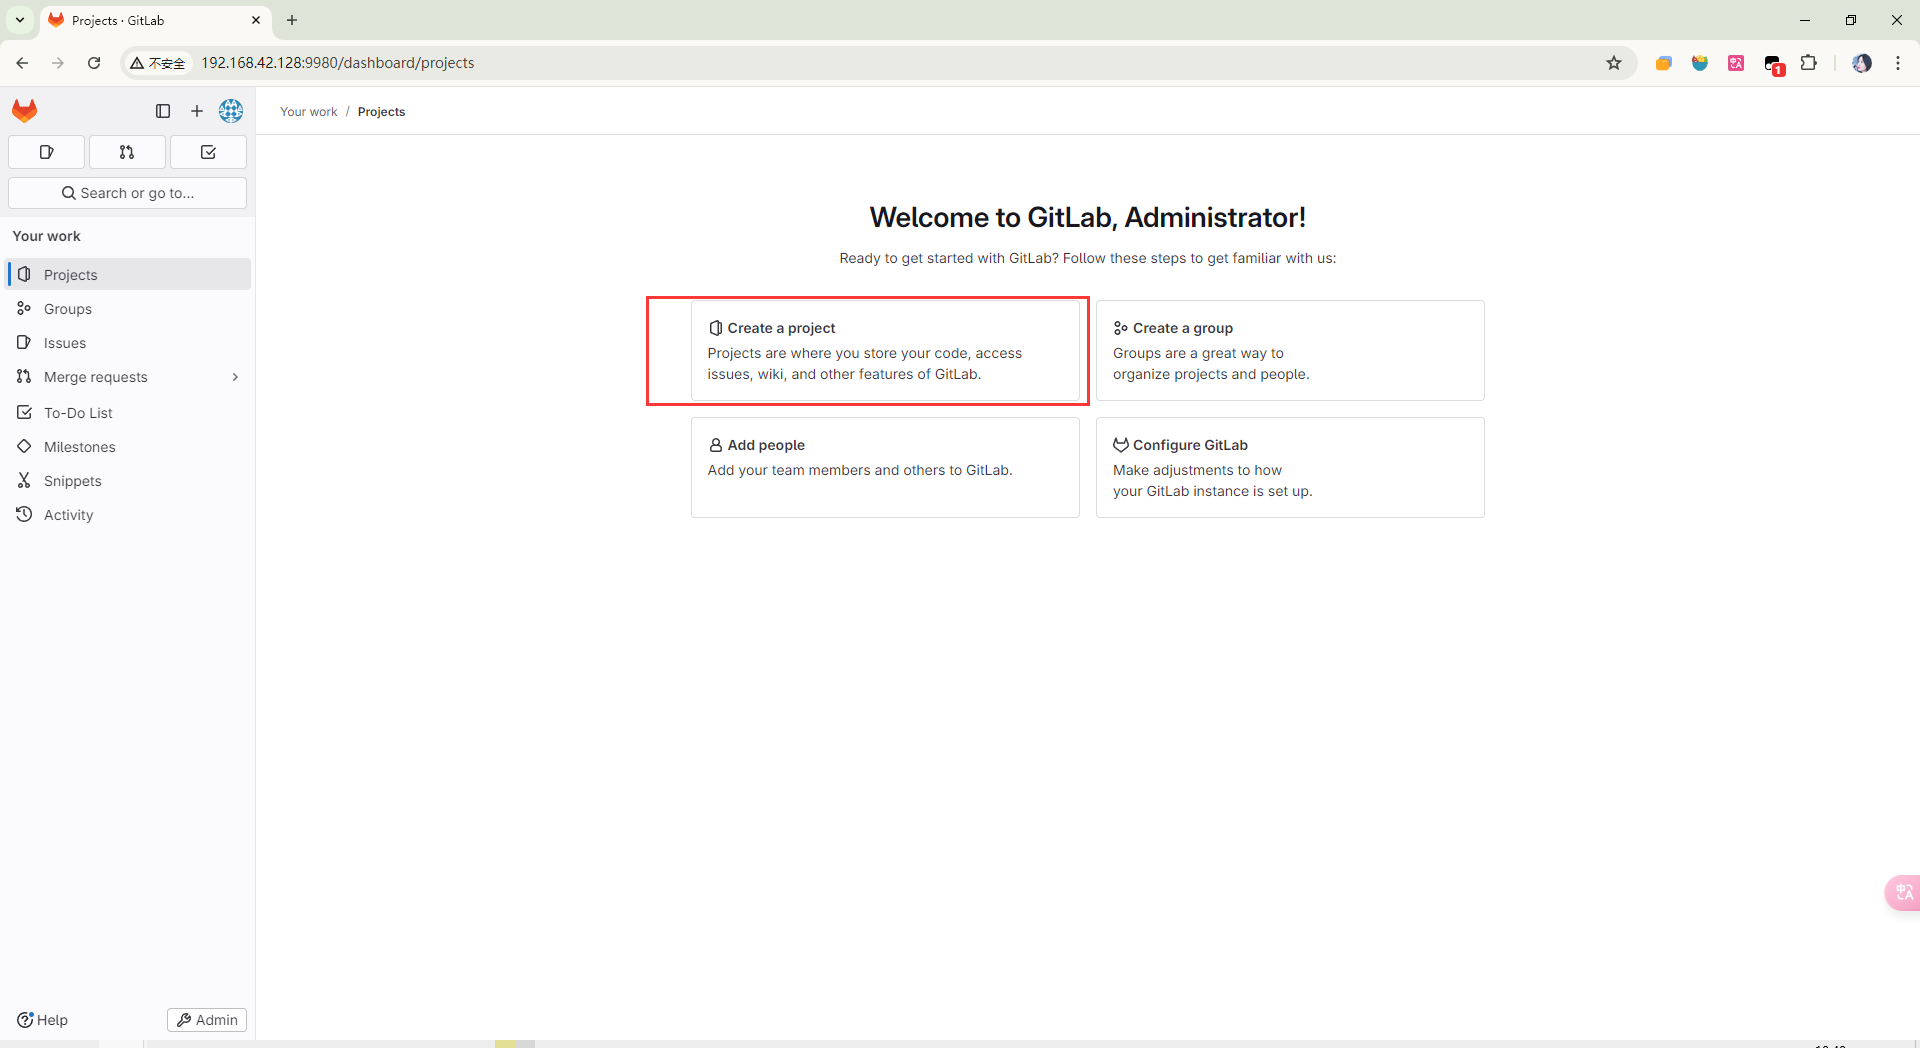 Projects · GitLab
不安全
192.168.42.128:9980/dashboard/projects
1
Your work / Projects
Search or go to...
Your work
Projects
Groups
Issues
Merge requests
To-Do List
Milestones
Snippets
Activity
Welcome to GitLab, Administrator!
Ready to get started with GitLab? Follow these steps to get familiar with us:
Create a project
Projects are where you store your code, access
issues, wiki, and other features of GitLab.
Create a group
Groups are a great way to
organize projects and people.
Add people
Add your team members and others to GitLab.
Configure GitLab
Make adjustments to how
your GitLab instance is set up.
Help
Admin